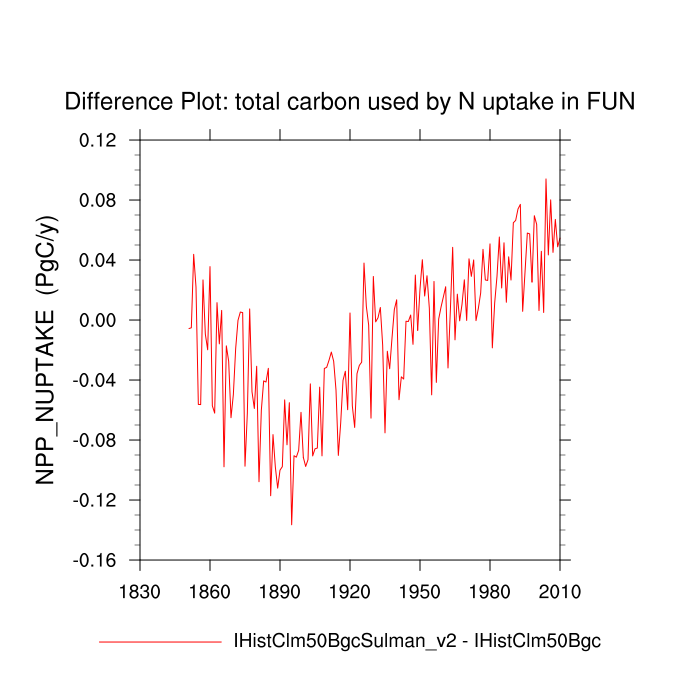 Difference Plot: total carbon used by N uptake in FUN
NPP_NUPTAKE (PgC/y)
0.12
0.08
0.04
0.00
-0.04
-0.08
-0.12
-0.16
1830 1860 1890 1920 1950 1980 2010
IHistClm50BgcSulman_v2 - IHistClm50Bgc